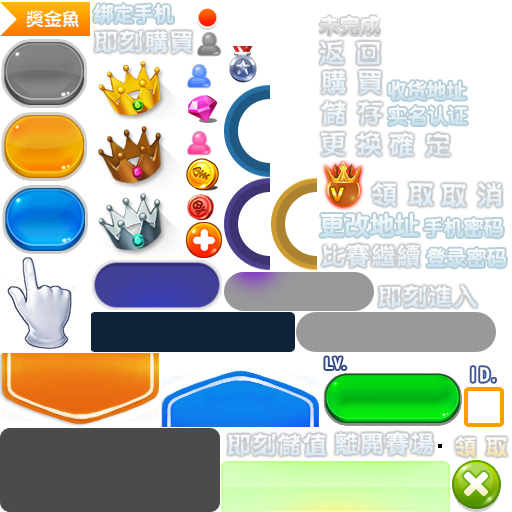 獎金魚
绑定手机
即刻購買
未完成
返回
購買
收货地址
儲存
实名认证
更換確定
V
領取取消
更改地址
手机密码
比賽繼續
登录密码
即刻進入
LV.
ID.
即刻儲值
離開賽場
領取